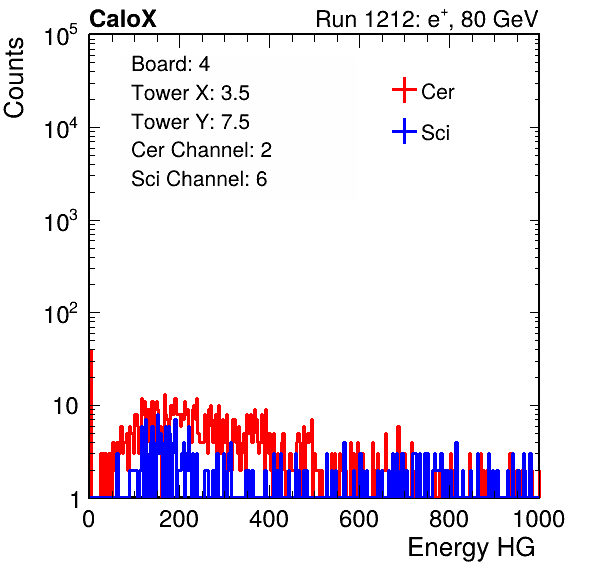 CaloX Run 1212: e⁺, 80 GeV
Counts
10⁵
10⁴
10³
10²
10
1
Board: 4
Tower X: 3.5
Tower Y: 7.5
Cer Channel: 2
Sci Channel: 6
Cer
Sci
0 200 400 600 800 1000
Energy HG